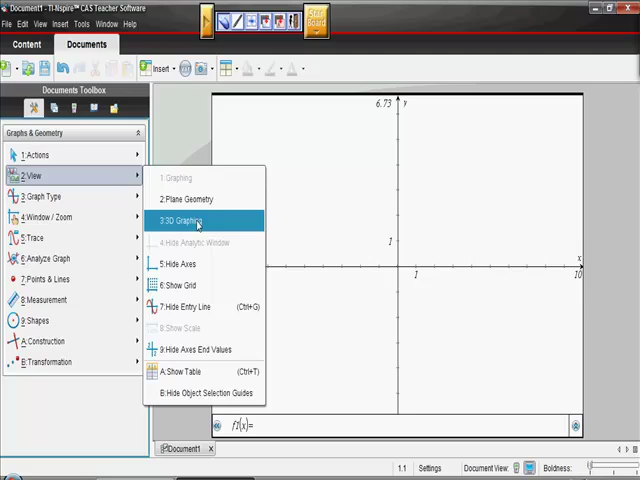 Document1 - TI-Nspire™ CAS Teacher Software
File Edit View Insert Tools Window Help
Star Board
Content Documents
Insert
Documents Toolbox
Graphs & Geometry
1:Actions
2:View
3:Graph Type
4:Window / Zoom
5:Trace
6:Analyze Graph
7:Points & Lines
8:Measurement
9:Shapes
A:Construction
B:Transformation
1:Graphing
2:Plane Geometry
3:3D Graphing
4:Hide Analytic Window
5:Hide Axes
6:Show Grid
7:Hide Entry Line (Ctrl+G)
8:Show Scale
9:Hide Axes End Values
A:Show Table (Ctrl+T)
B:Hide Object Selection Guides
6.73 y
1
x
1 10
f1(x)=
Document1 X
1.1 Settings Document View: Boldness: